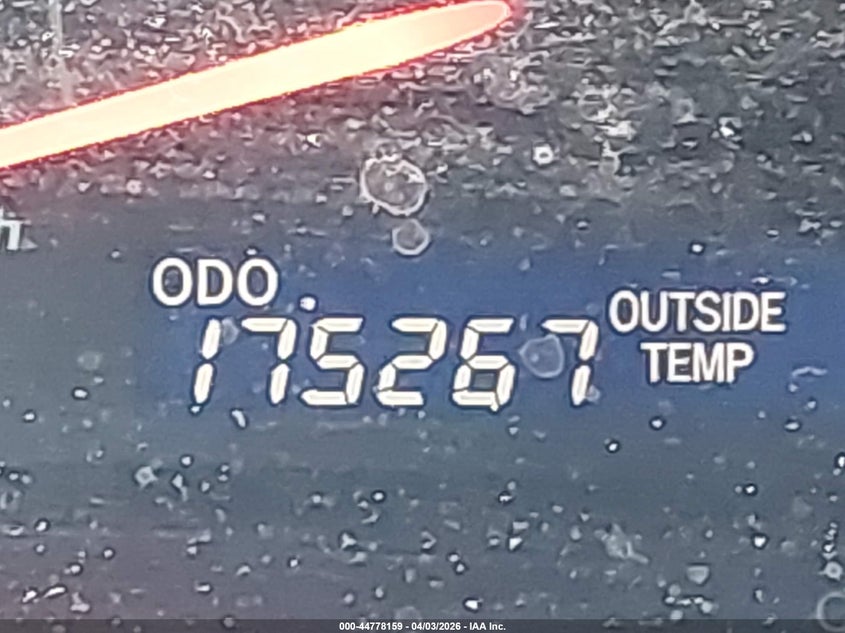 h
ODO
175267
OUTSIDE
TEMP
000-44778159 - 04/03/2026 - IAA Inc.